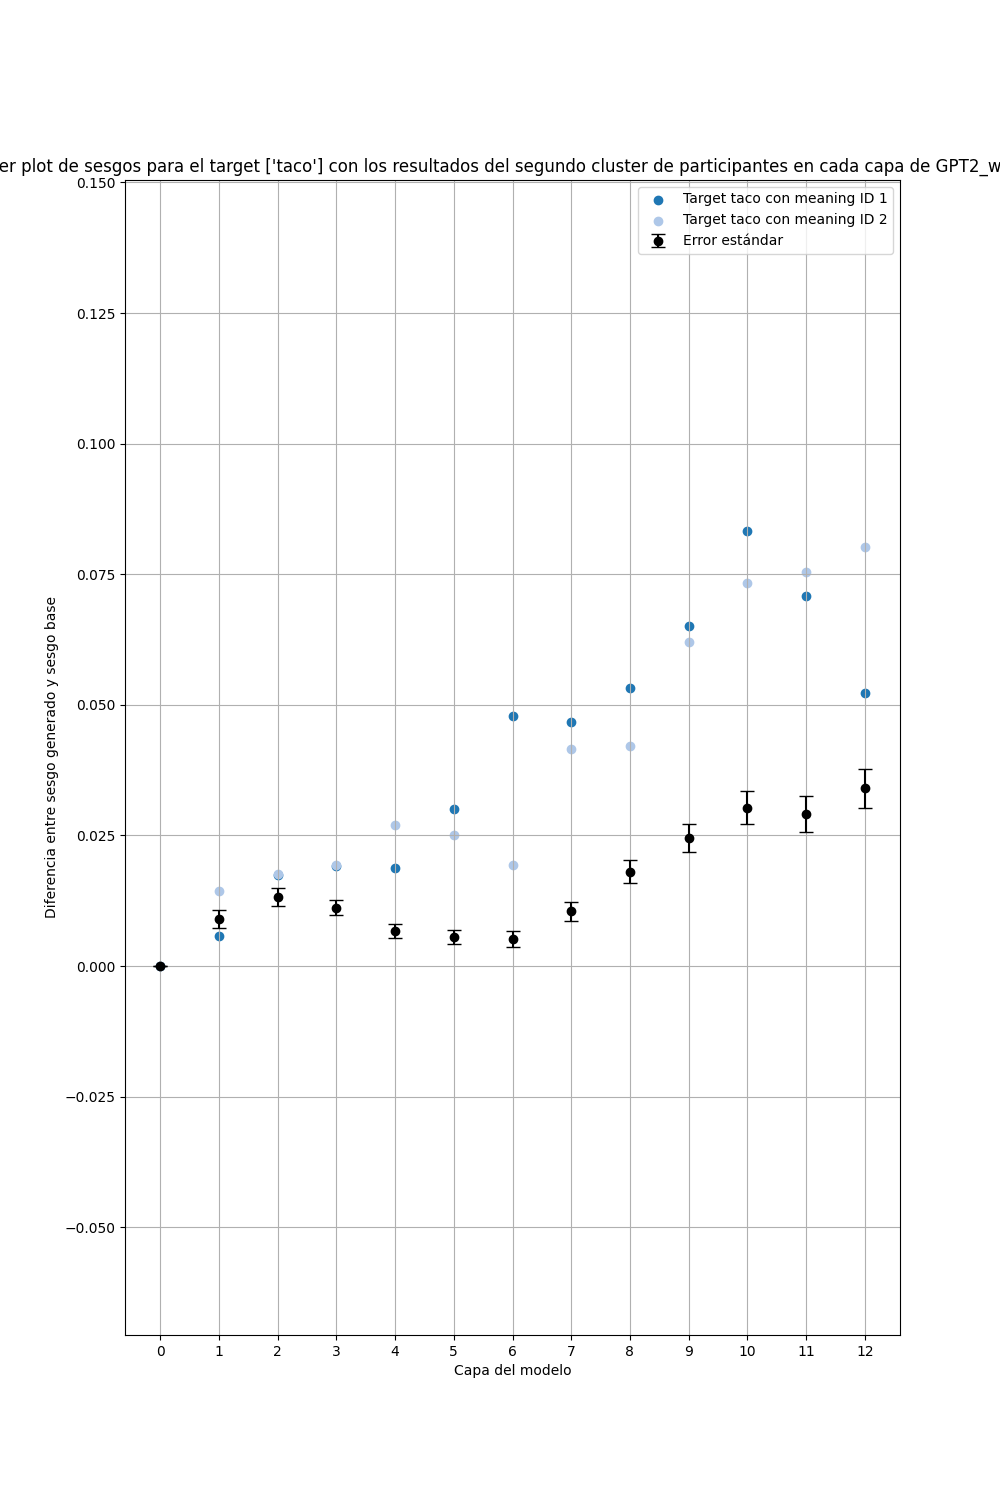 er plot de sesgos para el target ['taco'] con los resultados del segundo cluster de participantes en cada capa de GPT2_w
Target taco con meaning ID 1
Target taco con meaning ID 2
Error estándar
0.150
0.125
0.100
0.075
0.050
0.025
0.000
−0.025
−0.050
Diferencia entre sesgo generado y sesgo base
0 1 2 3 4 5 6 7 8 9 10 11 12
Capa del modelo